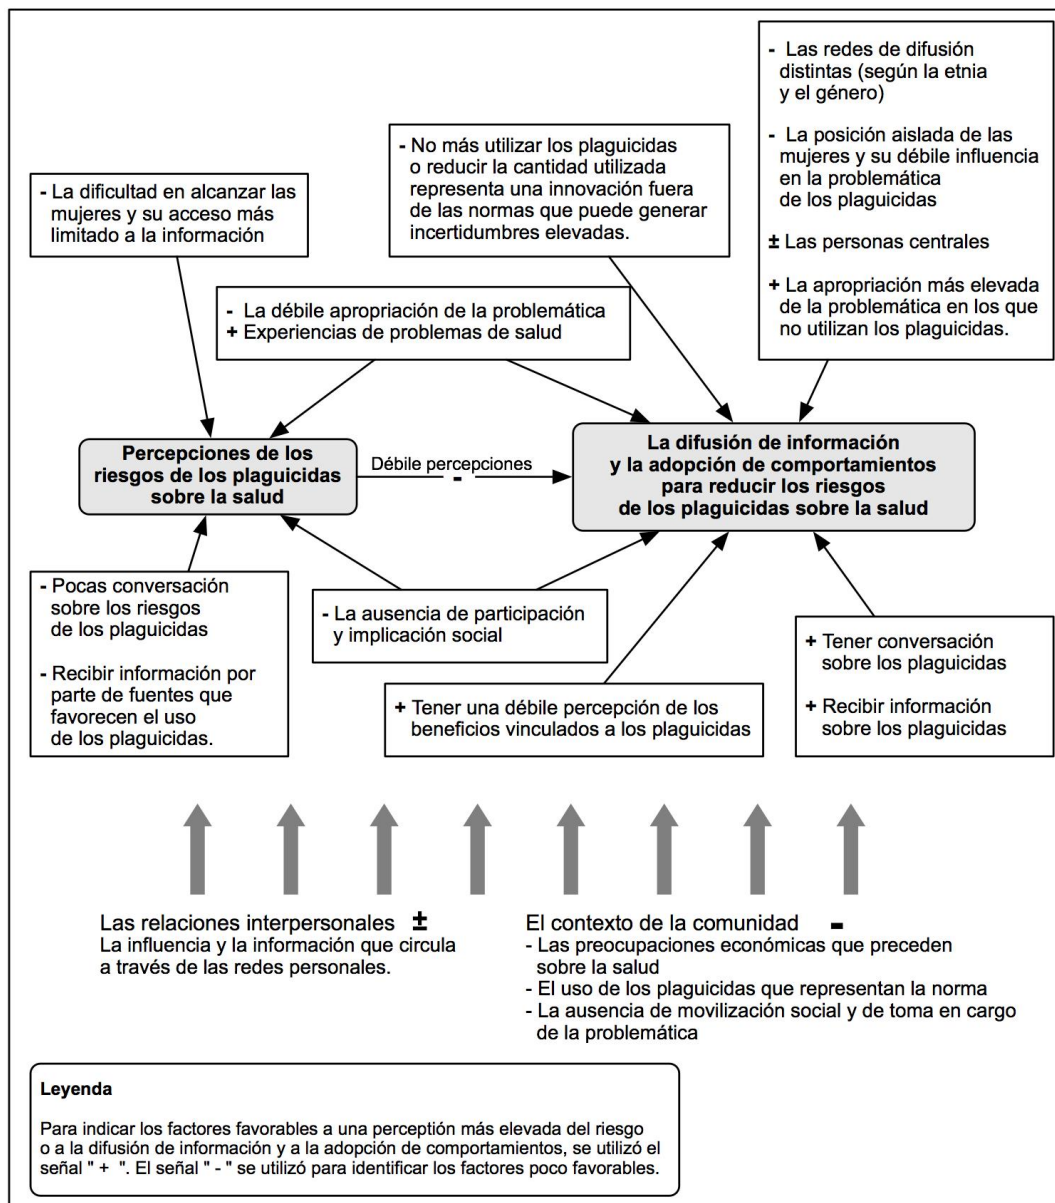 - Las redes de difusión
distintas (según la etnia
y el género)
- La posición aislada de las
mujeres y su débile influencia
en la problemática
de los plaguicidas
± Las personas centrales
+ La apropriación más elevada
de la problemática en los que
no utilizan los plaguicidas.
- No más utilizar los plaguicidas
o reducir la cantidad utilizada
representa una innovación fuera
de las normas que puede generar
incertidumbres elevadas.
- La dificultad en alcanzar las
mujeres y su acceso más
limitado a la información
- La débile apropriación de la problemática
+ Experiencias de problemas de salud
Percepciones de los
riesgos de los plaguicidas
sobre la salud
Débile percepciones
-
La difusión de información
y la adopción de comportamientos
para reducir los riesgos
de los plaguicidas sobre la salud
- Pocas conversación
sobre los riesgos
de los plaguicidas
- Recibir información por
parte de fuentes que
favorecen el uso
de los plaguicidas.
- La ausencia de participación
y implicación social
+ Tener una débile percepción de los
beneficios vinculados a los plaguicidas
+ Tener conversación
sobre los plaguicidas
+ Recibir información
sobre los plaguicidas
Las relaciones interpersonales ±
La influencia y la información que circula
a través de las redes personales.
El contexto de la comunidad -
- Las preocupaciones económicas que preceden
sobre la salud
- El uso de los plaguicidas que representan la norma
- La ausencia de movilización social y de toma en cargo
de la problemática
Leyenda
Para indicar los factores favorables a una perceptión más elevada del riesgo
o a la difusión de información y a la adopción de comportamientos, se utilizó el
señal " + ". El señal " - " se utilizó para identificar los factores poco favorables.